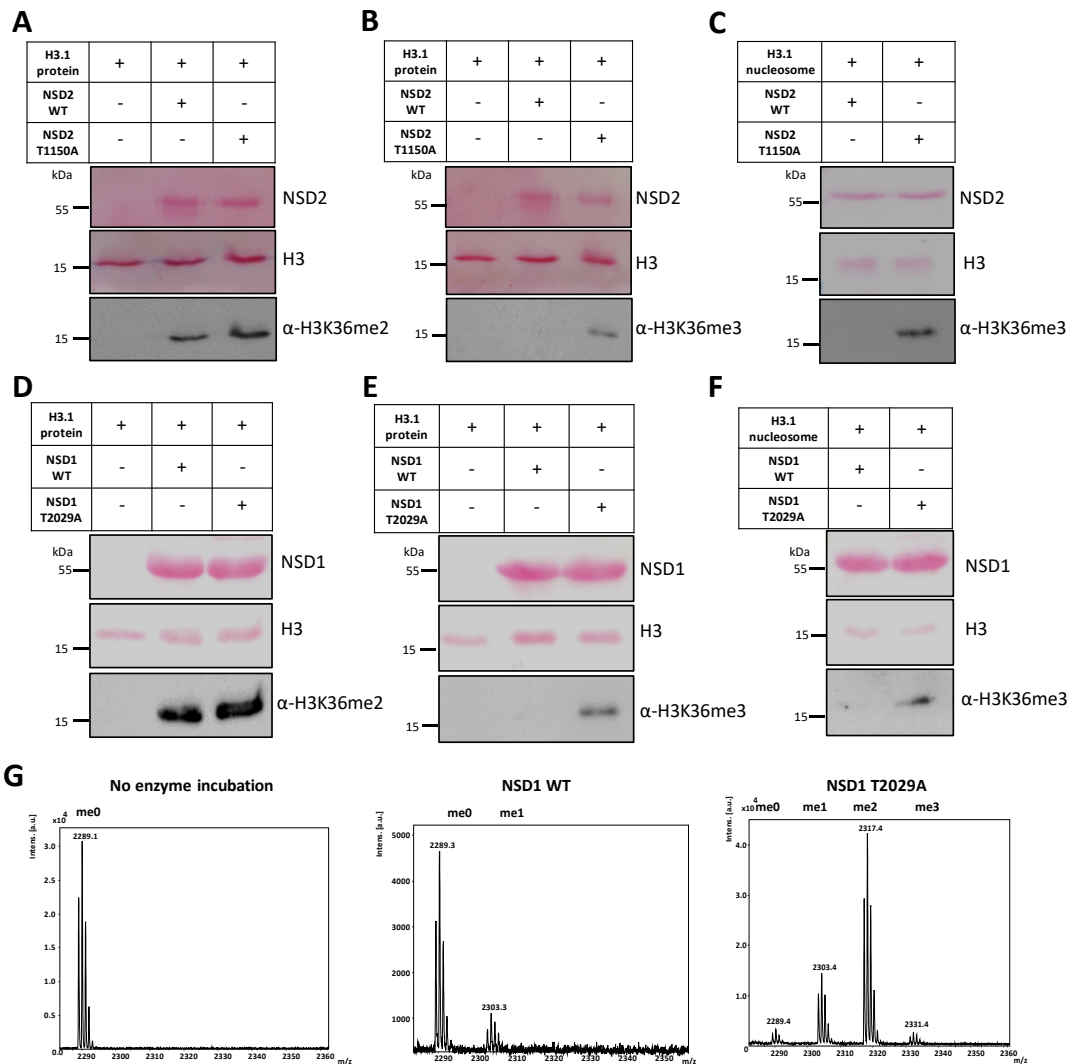 A
H3.1
protein
+ + +
NSD2
WT
- + -
NSD2
T1150A
- - +
kDa
55
NSD2
15
H3
15
α-H3K36me2
B
H3.1
protein
+ + +
NSD2
WT
- + -
NSD2
T1150A
- - +
kDa
55
NSD2
15
H3
15
α-H3K36me3
C
H3.1
nucleosome
+ +
NSD2
WT
+ -
NSD2
T1150A
- +
kDa
55
NSD2
15
H3
15
α-H3K36me3
D
H3.1
protein
+ + +
NSD1
WT
- + -
NSD1
T2029A
- - +
kDa
55
NSD1
15
H3
15
α-H3K36me2
E
H3.1
protein
+ + +
NSD1
WT
- + -
NSD1
T2029A
- - +
kDa
55
NSD1
15
H3
15
α-H3K36me3
F
H3.1
nucleosome
+ +
NSD1
WT
+ -
NSD1
T2029A
- +
kDa
55
NSD1
15
H3
15
α-H3K36me3
G
No enzyme incubation
me0
x10⁴
Intens. [a.u.]
2289.1
3.0
2.5
2.0
1.5
1.0
0.5
0.0
2290 2300 2310 2320 2330 2340 2350 2360
m/z
NSD1 WT
me0 me1
Intens. [a.u.]
5000
2289.3
4000
3000
2000
2303.3
1000
2290 2300 2310 2320 2330 2340 2350
m/z
NSD1 T2029A
me0 me1 me2 me3
x10⁴
Intens. [a.u.]
2317.4
4.0
3.0
2.0
2303.4
1.0
2289.4
2331.4
0
2290 2300 2310 2320 2330 2340 2350 2360
m/z